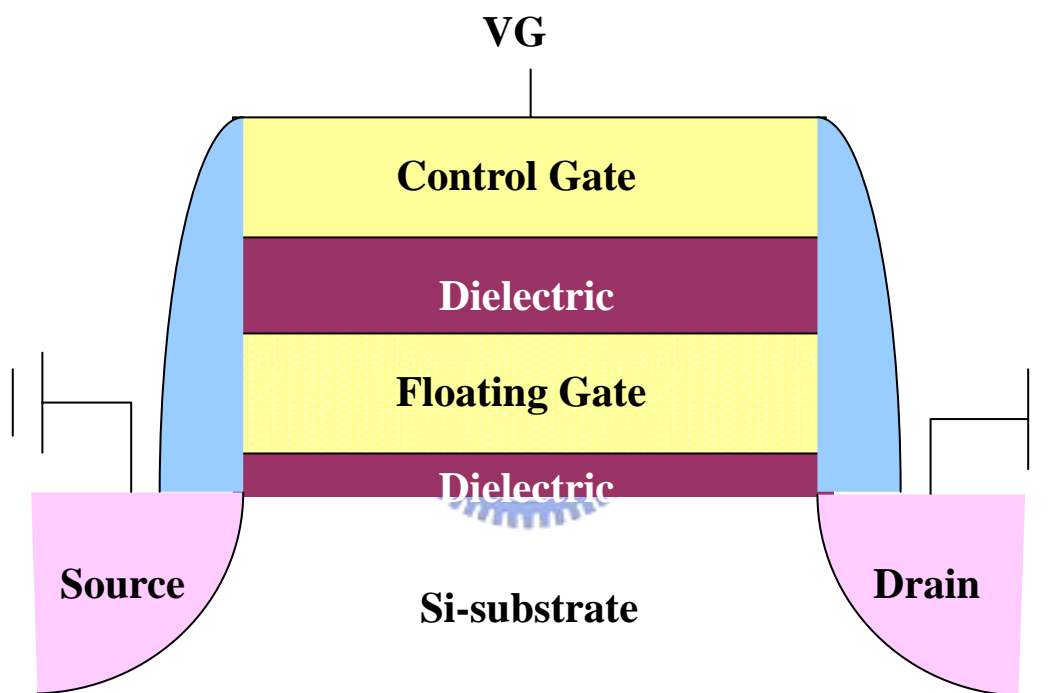 VG
Control Gate
Dielectric
Floating Gate
Dielectric
Source
Drain
Si-substrate